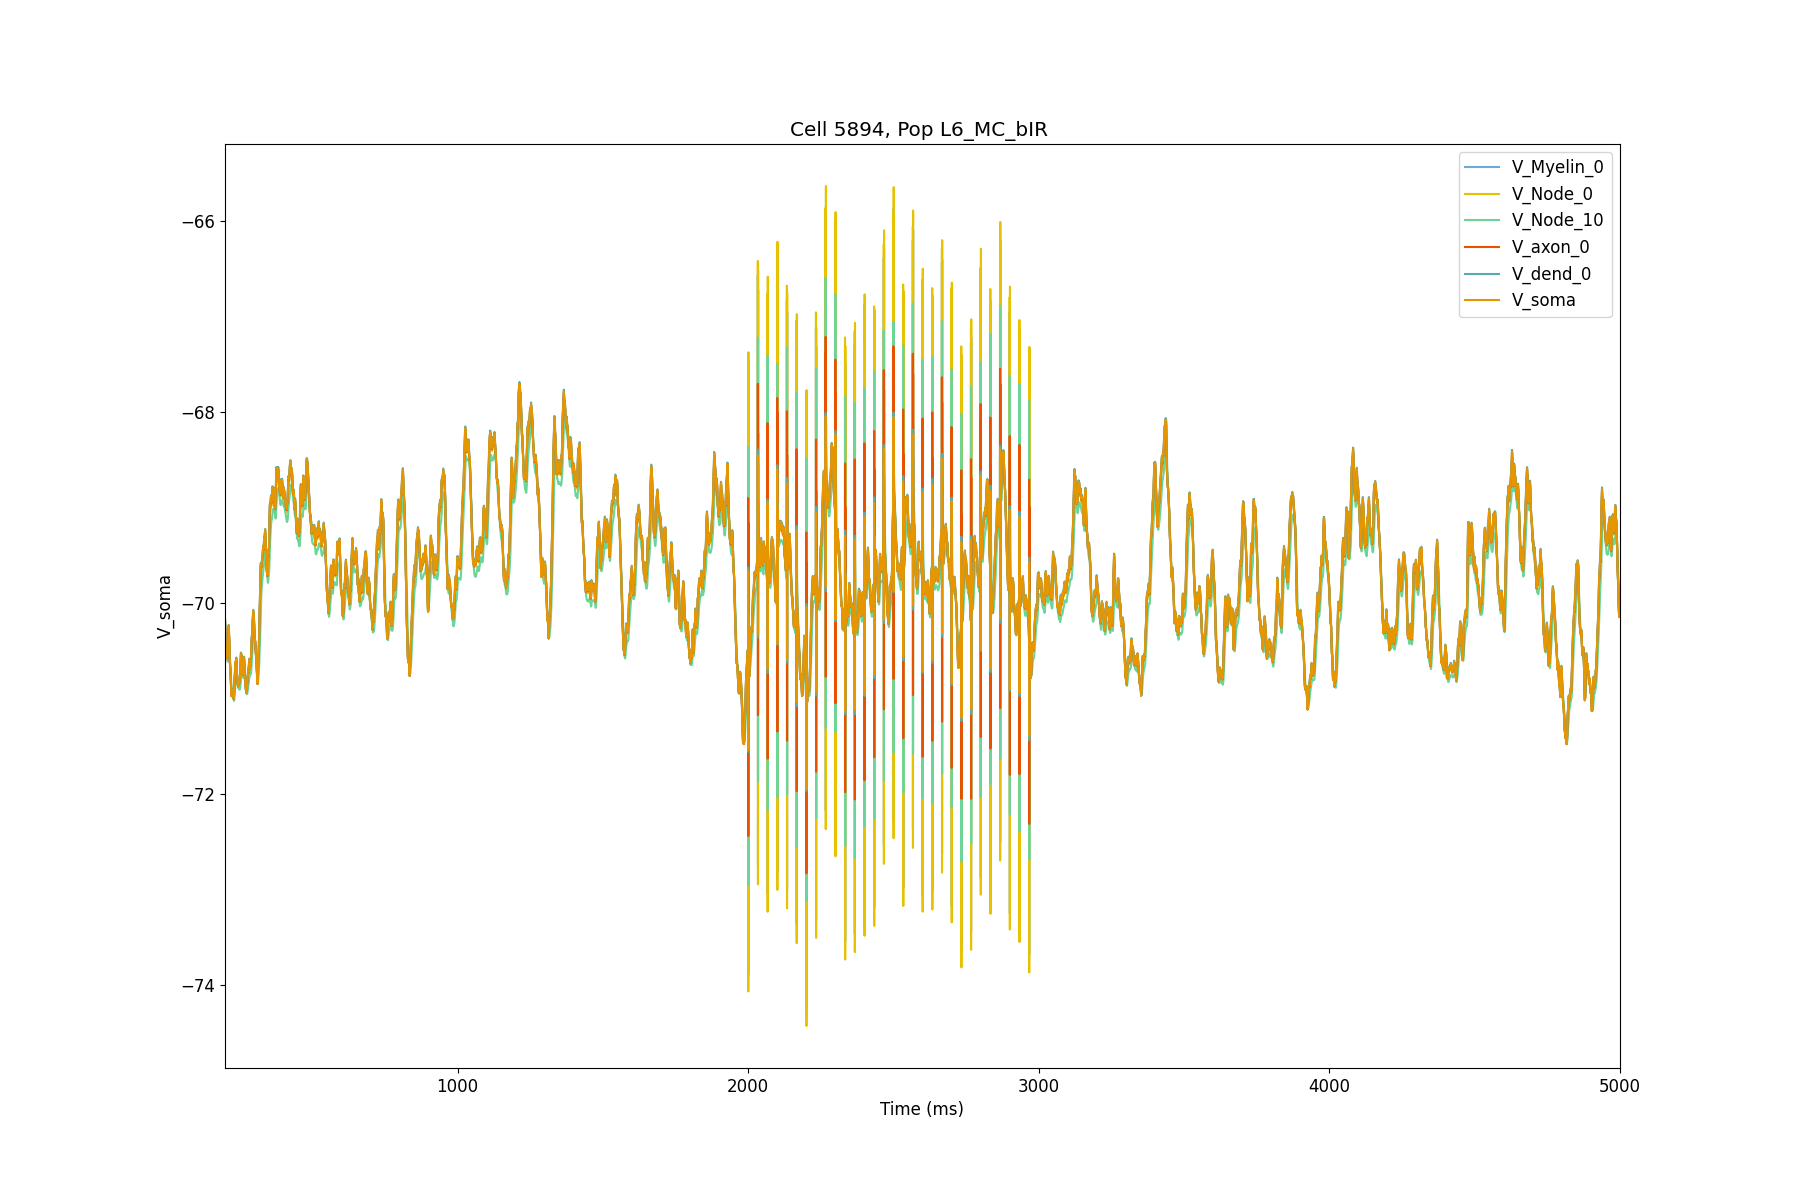 Cell 5894, Pop L6_MC_bIR
V_Myelin_0
V_Node_0
V_Node_10
V_axon_0
V_dend_0
V_soma
−66
−68
−70
−72
−74
V_soma
1000
2000
3000
4000
5000
Time (ms)